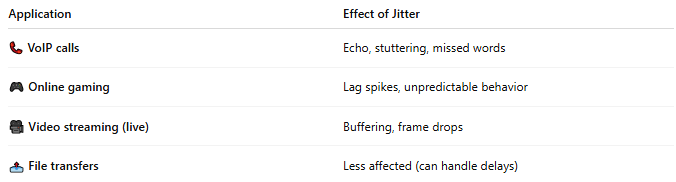 Application Effect of Jitter
📞 VoIP calls Echo, stuttering, missed words
🎮 Online gaming Lag spikes, unpredictable behavior
🎥 Video streaming (live) Buffering, frame drops
📤 File transfers Less affected (can handle delays)